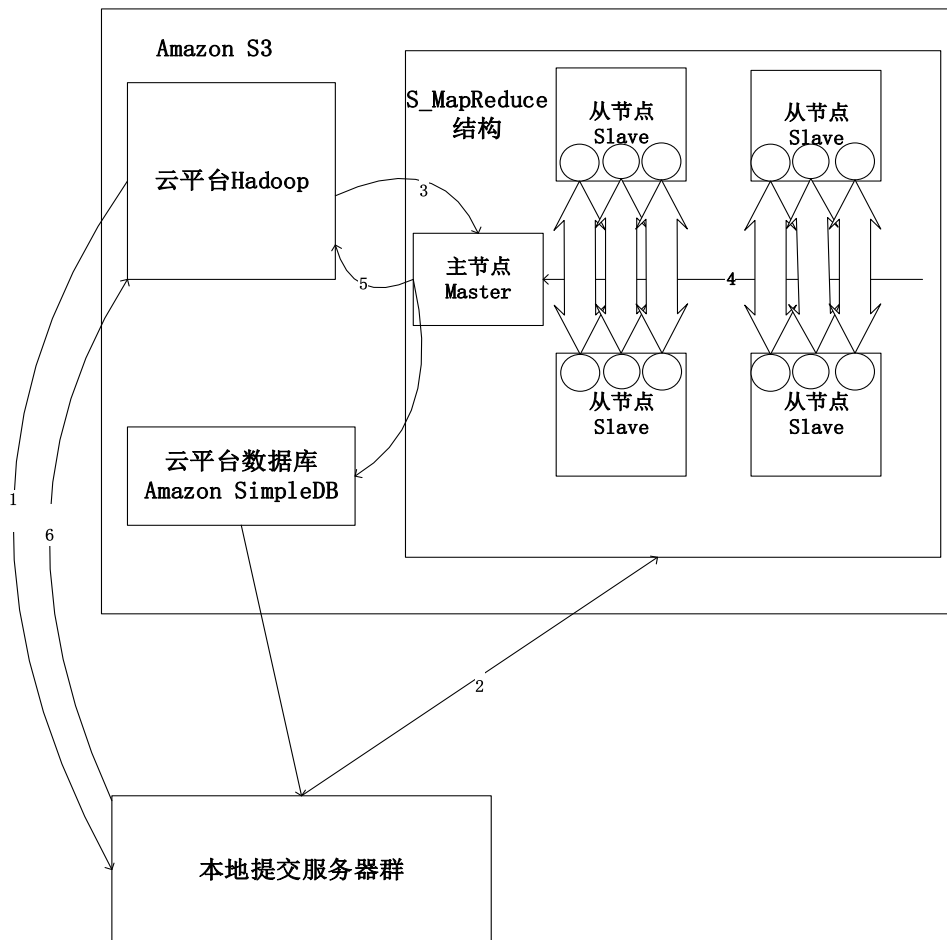 Amazon S3
S_MapReduce
结构
从节点
Slave
从节点
Slave
云平台Hadoop
3
主节点
Master
5
4
从节点
Slave
从节点
Slave
云平台数据库
Amazon SimpleDB
1
6
2
本地提交服务器群